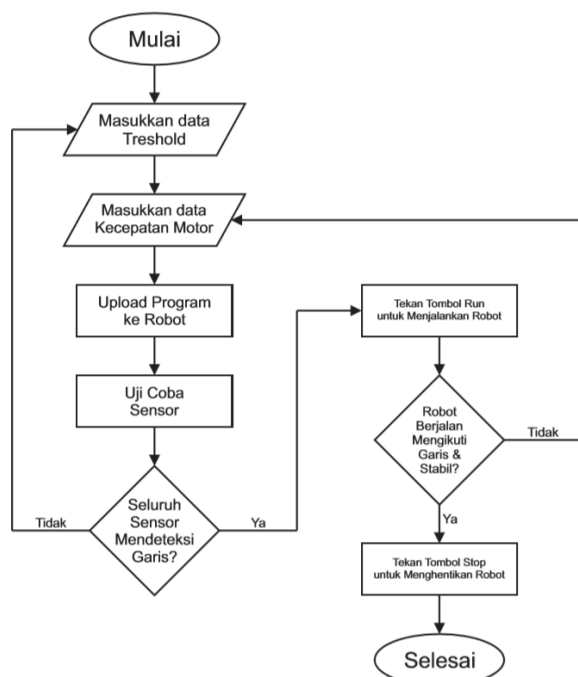 Mulai
Masukkan data
Treshold
Masukkan data
Kecepatan Motor
Upload Program
ke Robot
Uji Coba
Sensor
Seluruh
Sensor
Mendeteksi
Garis?
Tidak
Ya
Tekan Tombol Run
untuk Menjalankan Robot
Robot
Berjalan
Mengikuti
Garis &
Stabil?
Tidak
Ya
Tekan Tombol Stop
untuk Menghentikan Robot
Selesai